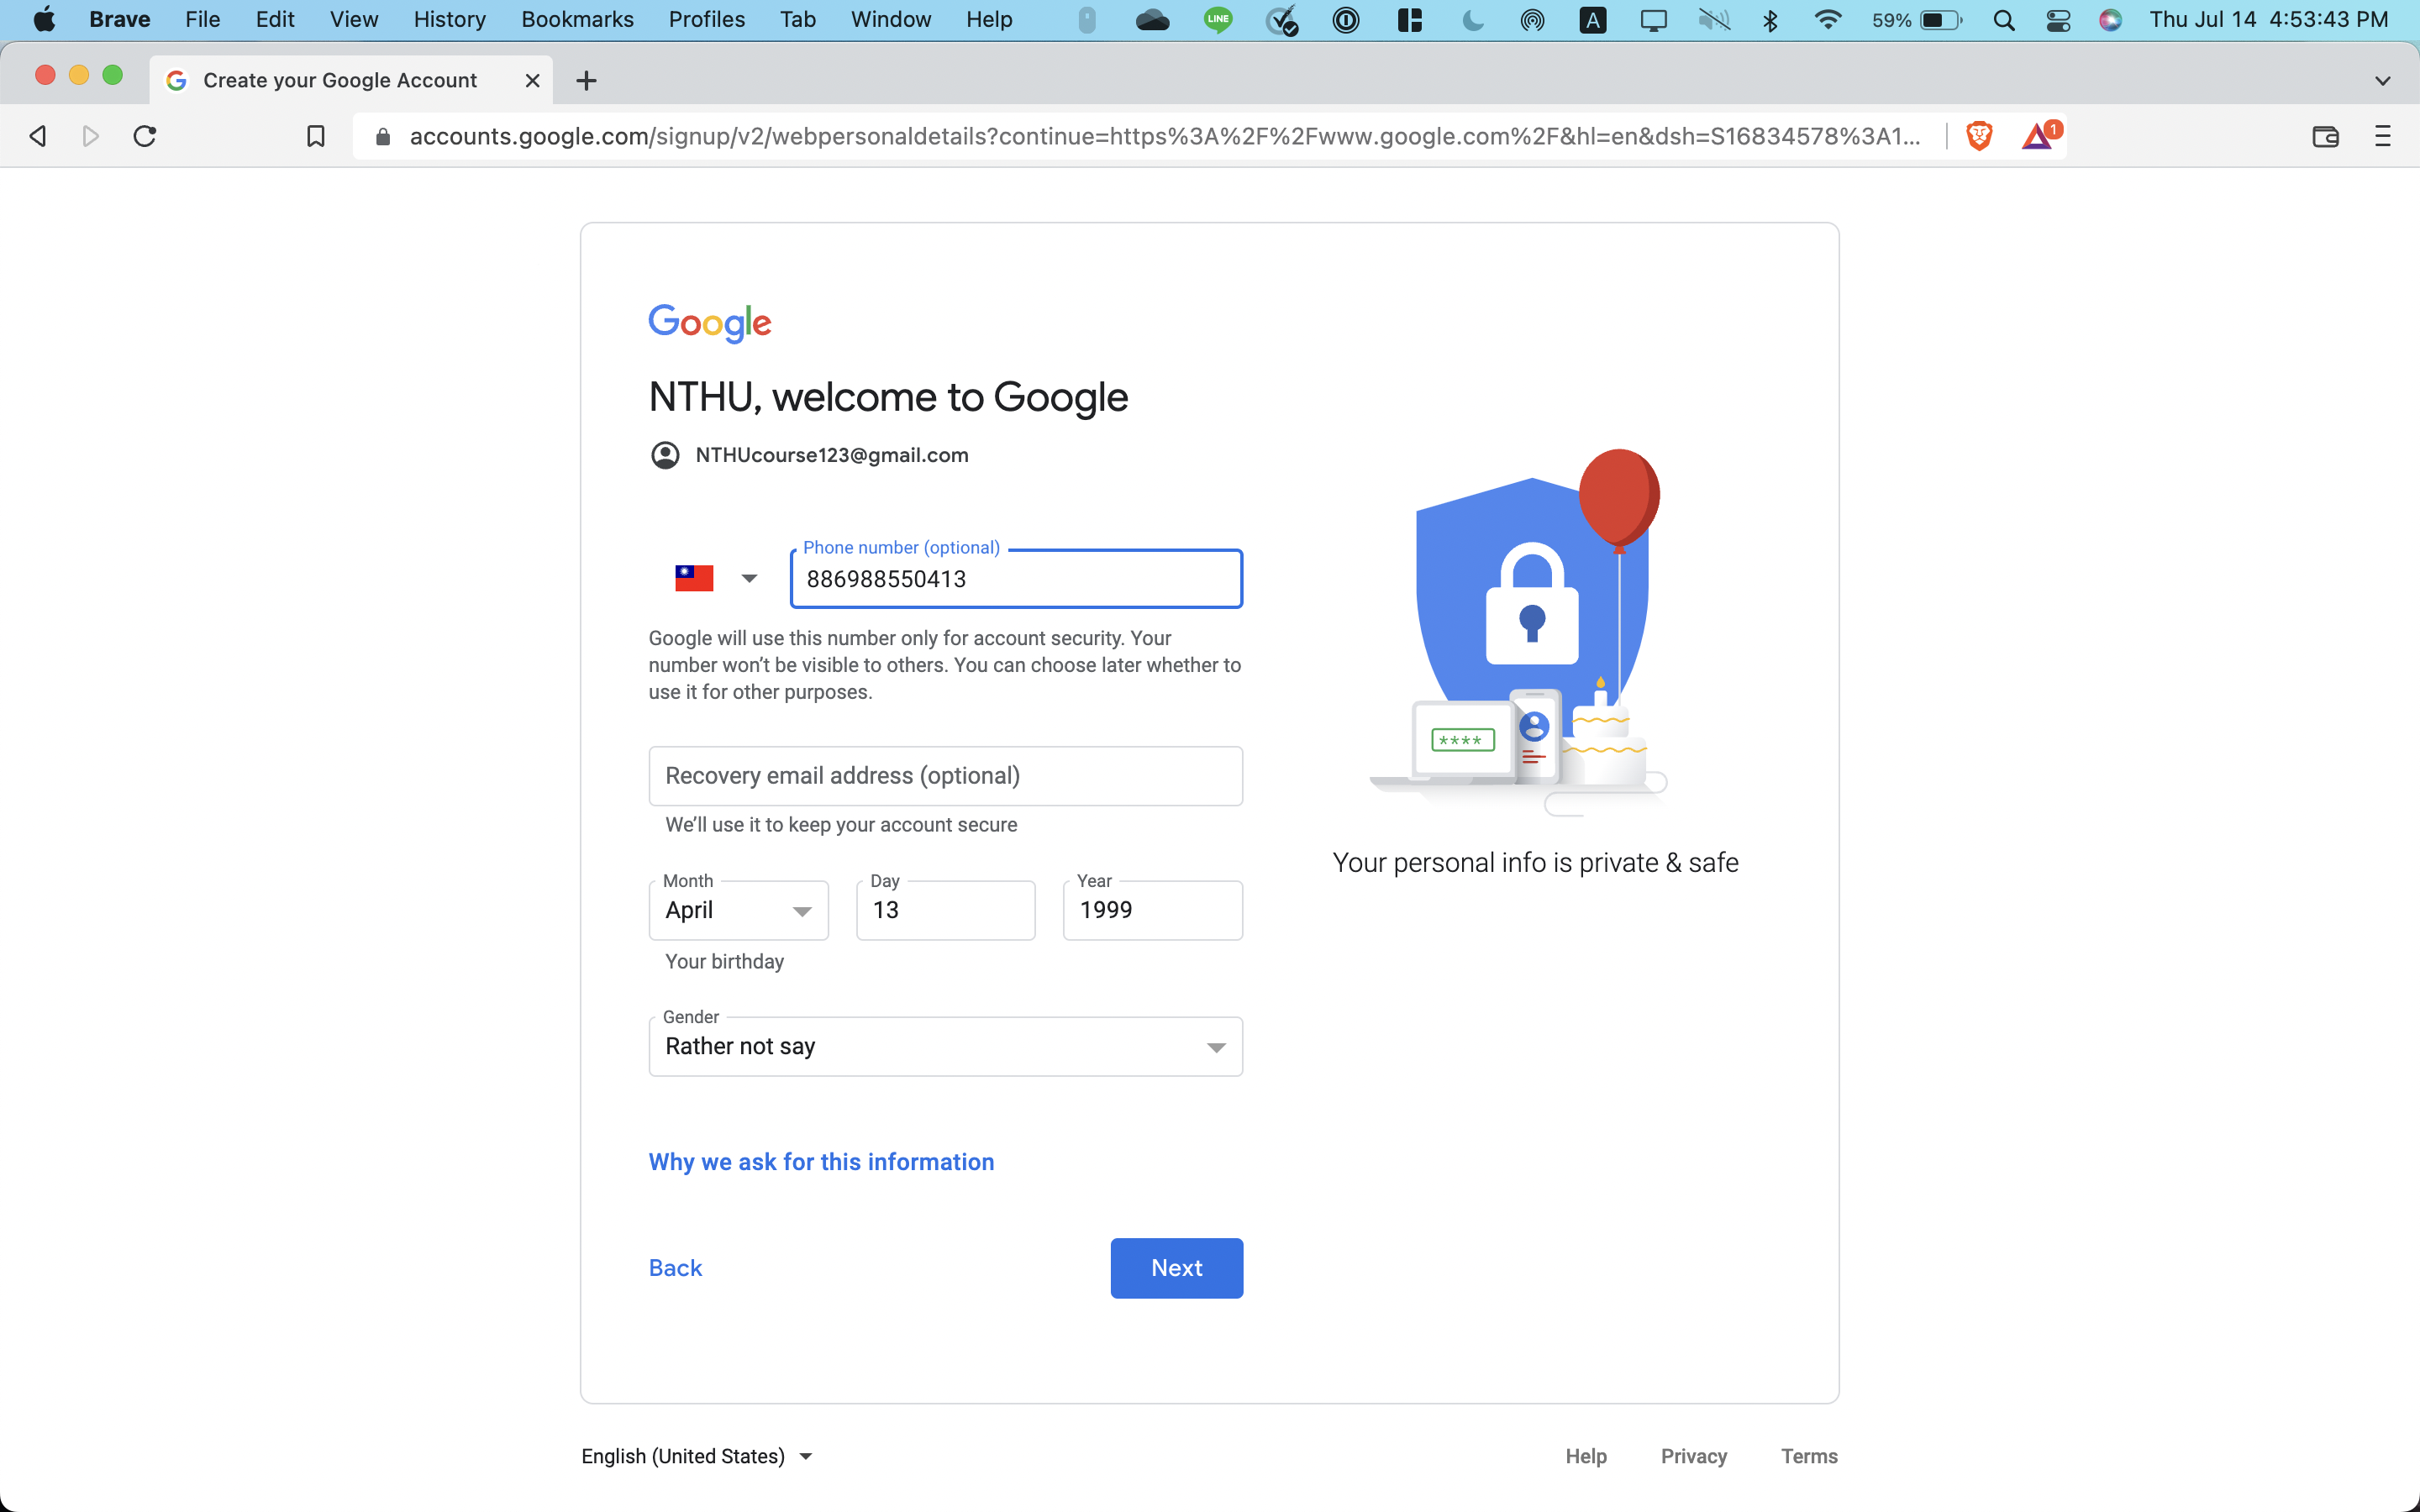 Brave File Edit View History Bookmarks Profiles Tab Window Help LINE A 59% Thu Jul 14 4:53:43 PM
Create your Google Account
accounts.google.com/signup/v2/webpersonaldetails?continue=https%3A%2F%2Fwww.google.com%2F&hl=en&dsh=S16834578%3A1... 1
Google
NTHU, welcome to Google
NTHUcourse123@gmail.com
Phone number (optional)
886988550413
Google will use this number only for account security. Your
number won't be visible to others. You can choose later whether to
use it for other purposes.
Recovery email address (optional)
We'll use it to keep your account secure
Month Day Year
April 13 1999
Your birthday
Gender
Rather not say
Why we ask for this information
Back Next
****
Your personal info is private & safe
English (United States) Help Privacy Terms